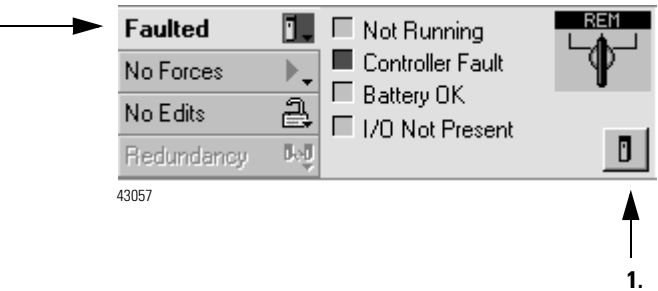 Faulted
No Forces
No Edits
Redundancy
Not Running
Controller Fault
Battery OK
I/O Not Present
REM
43057
1.